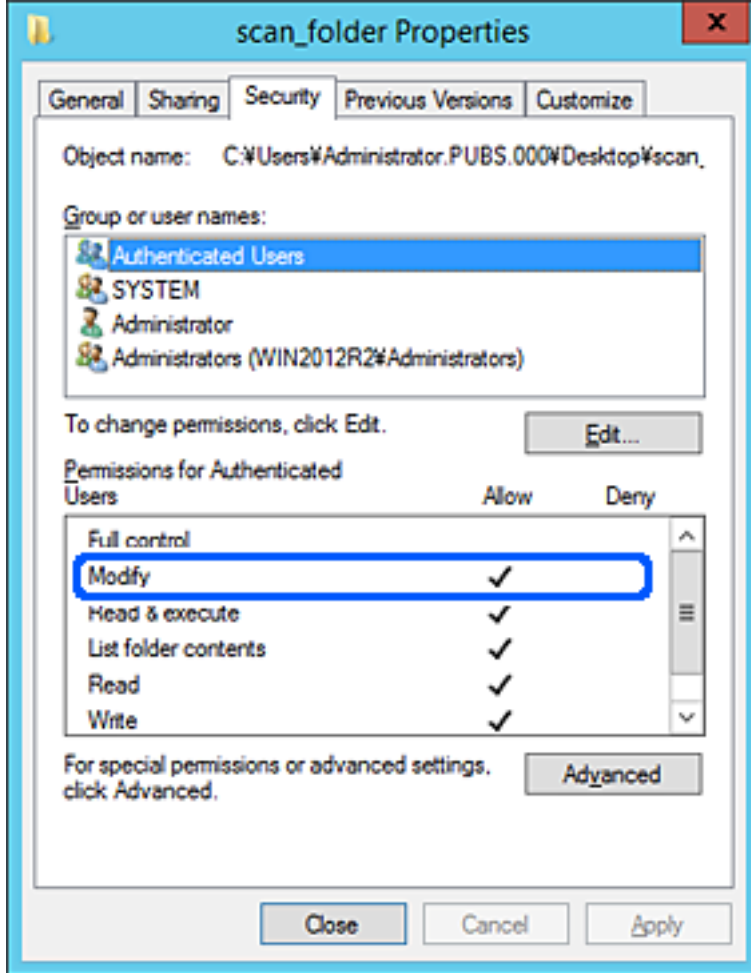 scan_folder Properties
x
General Sharing Security Previous Versions Customize
Object name: C:¥Users¥Administrator.PUBS.000¥Desktop¥scan_
Group or user names:
Authenticated Users
SYSTEM
Administrator
Administrators (WIN2012R2¥Administrators)
To change permissions, click Edit.
Edit...
Permissions for Authenticated
Users Allow Deny
Full control
Modify
Read & execute
List folder contents
Read
Write
For special permissions or advanced settings,
click Advanced.
Advanced
Close Cancel Apply